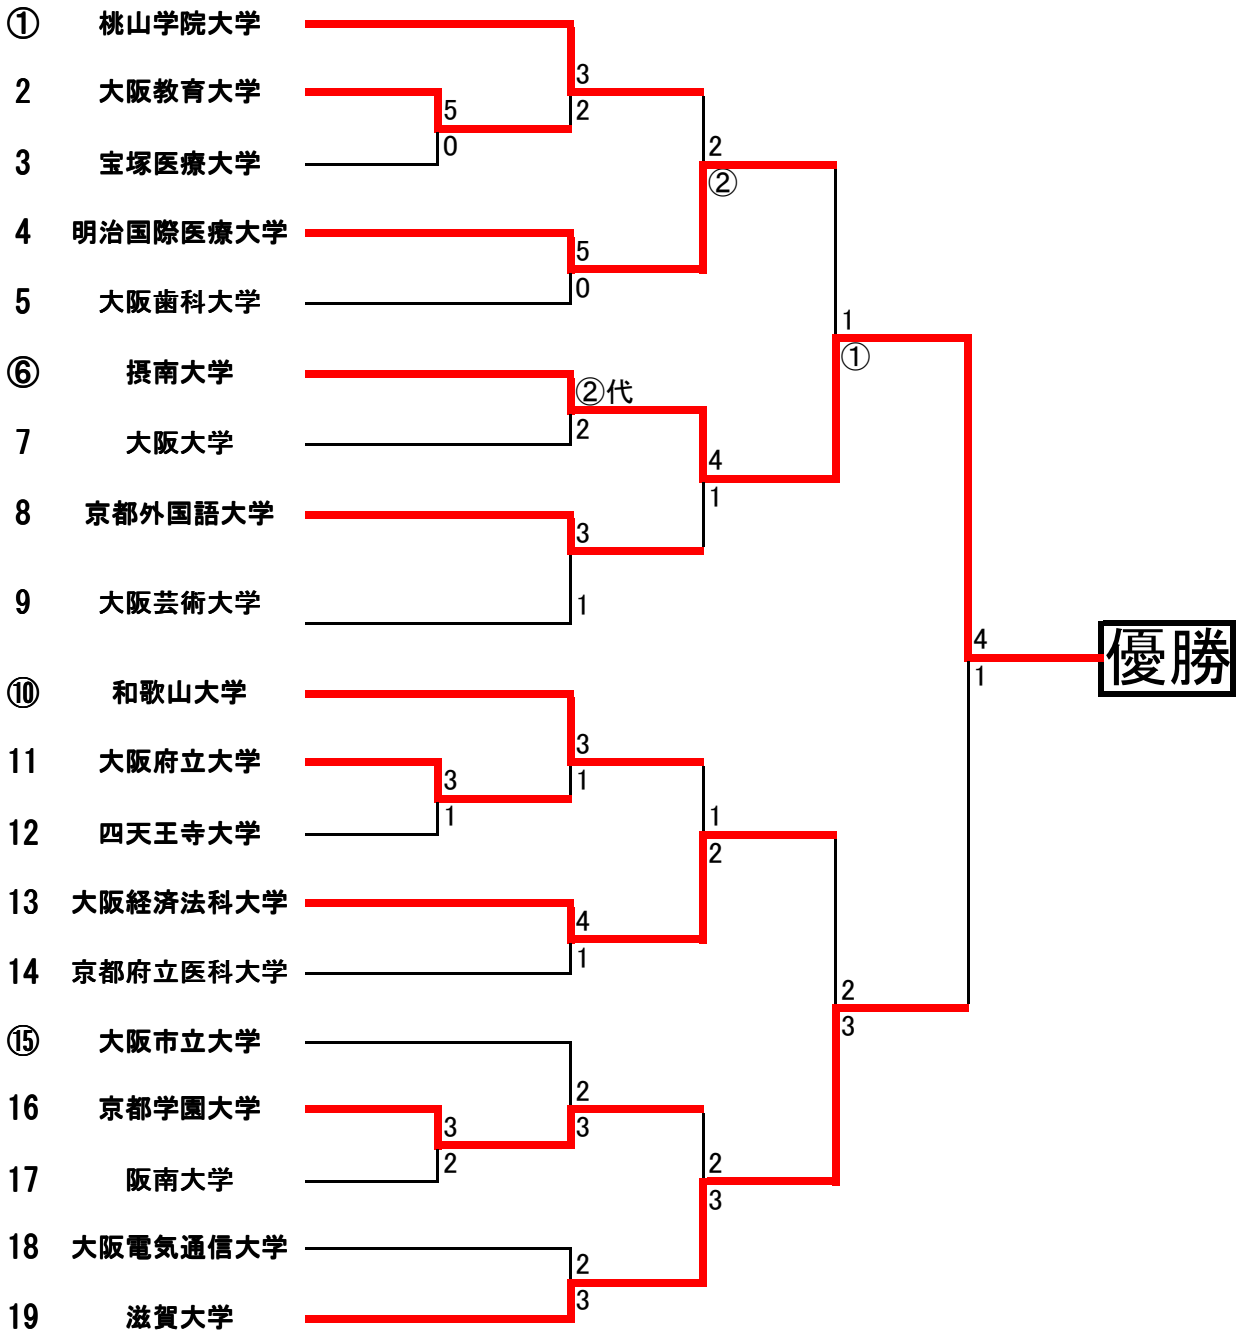 ① 桃山学院大学
3
2 大阪教育大学
5
2
0
2
3 宝塚医療大学
②
4 明治国際医療大学
5
0
5 大阪歯科大学
1
①
⑥ 摂南大学
②代
2
7 大阪大学
4
1
8 京都外国語大学
3
9 大阪芸術大学
1
4
優勝
1
⑩ 和歌山大学
3
11 大阪府立大学
3
1
1
1
12 四天王寺大学
2
13 大阪経済法科大学
4
1
14 京都府立医科大学
2
3
⑮ 大阪市立大学
2
16 京都学園大学
3
3
2
2
17 阪南大学
3
18 大阪電気通信大学
2
3
19 滋賀大学